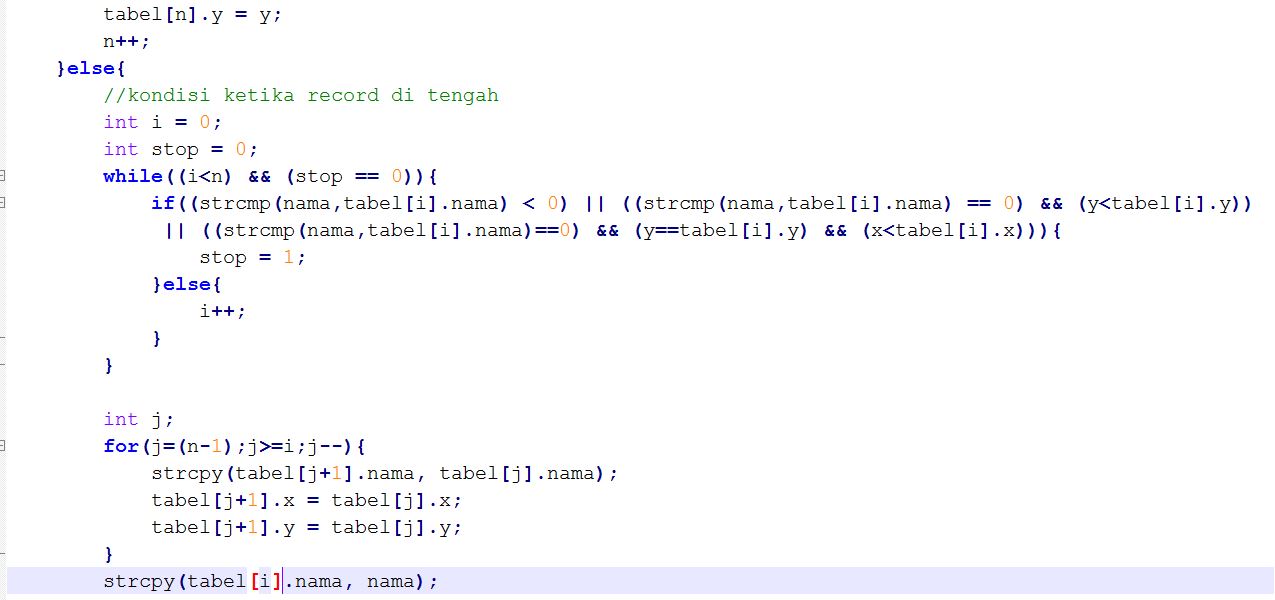 tabel[n].y = y;
n++;
}else{
//kondisi ketika record di tengah
int i = 0;
int stop = 0;
while((i<n) && (stop == 0)){
if((strcmp(nama,tabel[i].nama) < 0) || ((strcmp(nama,tabel[i].nama) == 0) && (y<tabel[i].y))
|| ((strcmp(nama,tabel[i].nama)==0) && (y==tabel[i].y) && (x<tabel[i].x))){
stop = 1;
}else{
i++;
}
}
int j;
for(j=(n-1);j>=i;j--){
strcpy(tabel[j+1].nama, tabel[j].nama);
tabel[j+1].x = tabel[j].x;
tabel[j+1].y = tabel[j].y;
}
strcpy(tabel[i].nama, nama);